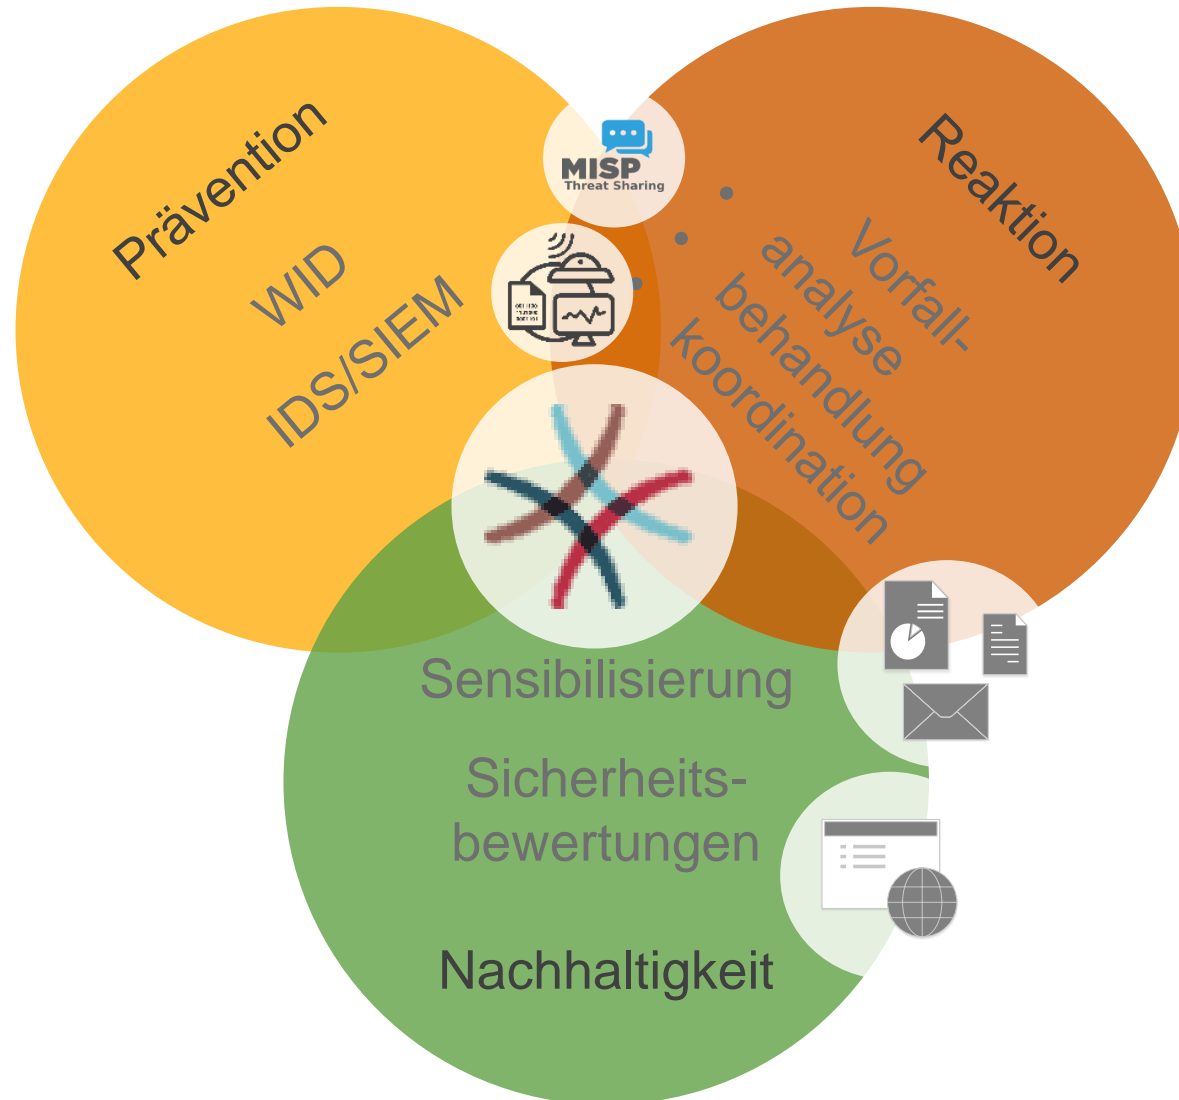 Prävention
WID
IDS/SIEM
MISP
Threat Sharing
Reaktion
Vorfall-
• analyse
• behandlung
• koordination
Sensibilisierung
Sicherheits-
bewertungen
Nachhaltigkeit